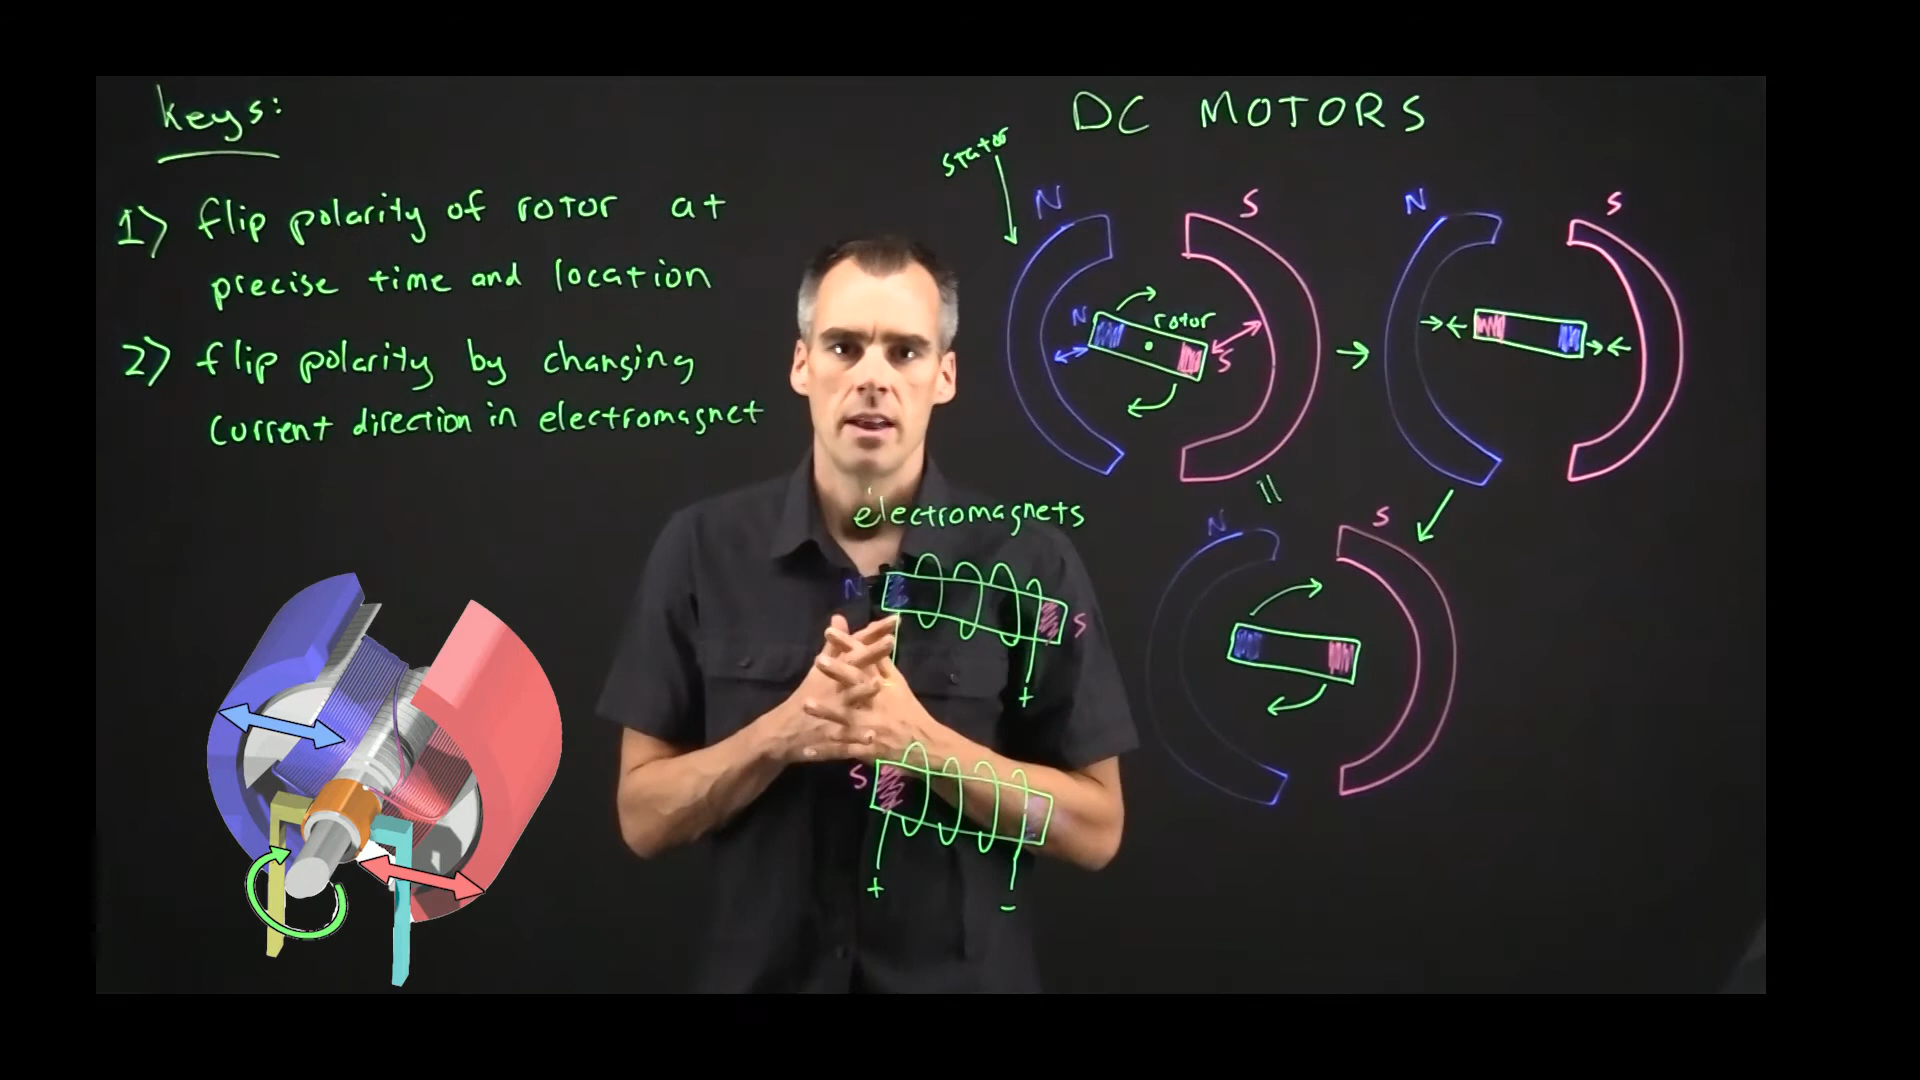 keys:
1) flip polarity of rotor at
precise time and location
2) flip polarity by changing
current direction in electromagnet
DC MOTORS
stator
N S
N S
N rotor
S
electromagnets
N S
+
N S
S
+ -